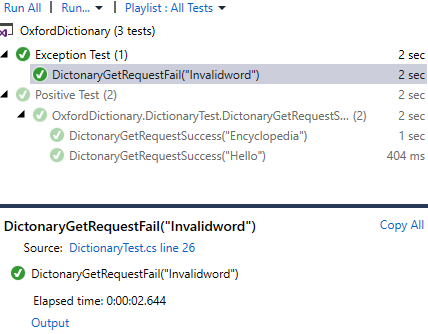 Run All | Run... | Playlist : All Tests
OxfordDictionary (3 tests)
Exception Test (1) 2 sec
DictonaryGetRequestFail("Invalidword") 2 sec
Positive Test (2) 2 sec
OxfordDictionary.DictionaryTest.DictonaryGetRequestS... (2) 2 sec
DictonaryGetRequestSuccess("Encyclopedia") 1 sec
DictonaryGetRequestSuccess("Hello") 404 ms
DictonaryGetRequestFail("Invalidword") Copy All
Source: DictionaryTest.cs line 26
DictonaryGetRequestFail("Invalidword")
Elapsed time: 0:00:02.644
Output